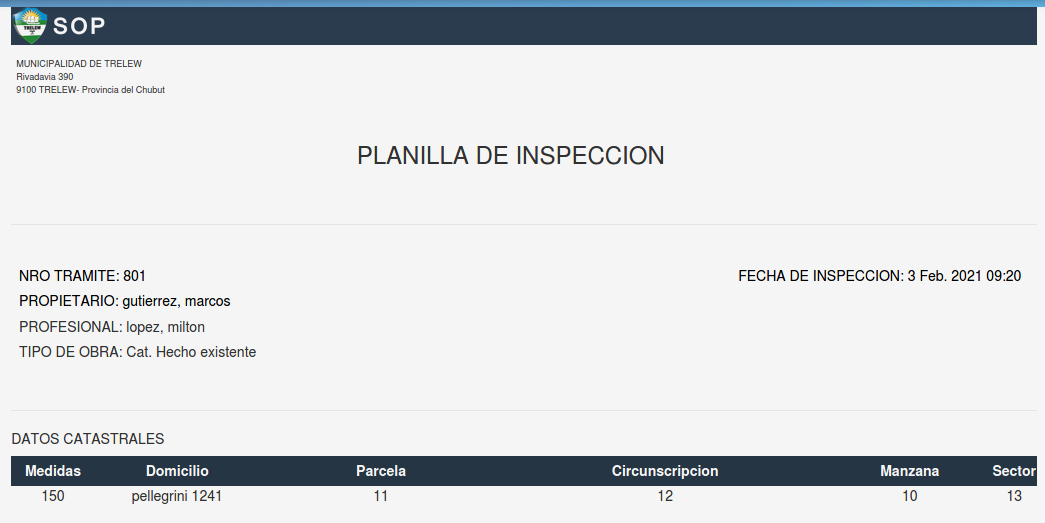 TRELEW
SOP
MUNICIPALIDAD DE TRELEW
Rivadavia 390
9100 TRELEW- Provincia del Chubut
PLANILLA DE INSPECCION
NRO TRAMITE: 801 FECHA DE INSPECCION: 3 Feb. 2021 09:20
PROPIETARIO: gutierrez, marcos
PROFESIONAL: lopez, milton
TIPO DE OBRA: Cat. Hecho existente
DATOS CATASTRALES
Medidas Domicilio Parcela Circunscripcion Manzana Sector
150 pellegrini 1241 11 12 10 13